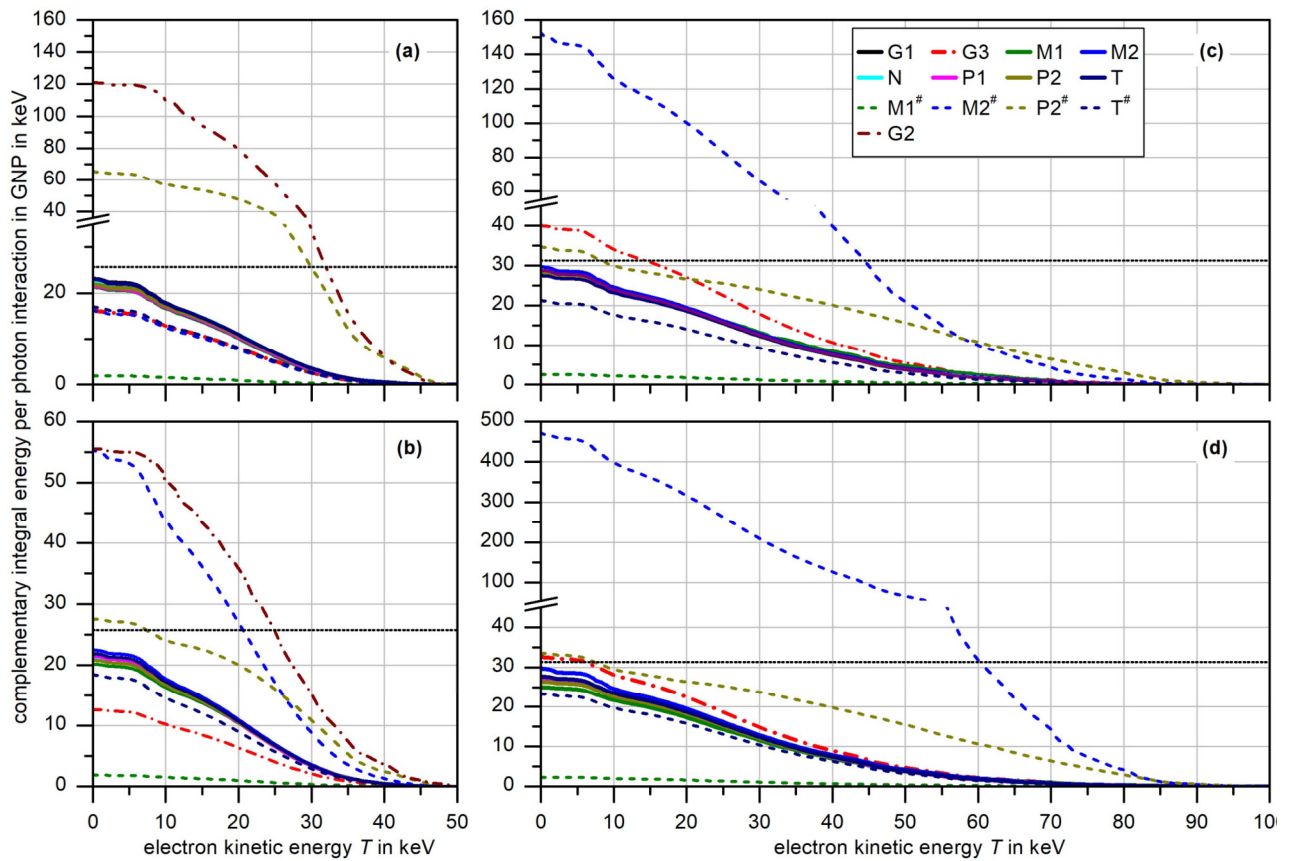 complementary integral energy per photon interaction in GNP in keV
160
140
120
100
80
60
40
20
0
(a)
60
50
40
30
20
10
0
(b)
0 10 20 30 40 50
electron kinetic energy T in keV
160
140
120
100
80
60
40
30
20
10
0
(c)
G1 G3 M1 M2
N P1 P2 T
M1# M2# P2# T#
G2
500
400
300
200
100
40
30
20
10
0
(d)
0 10 20 30 40 50 60 70 80 90 100
electron kinetic energy T in keV